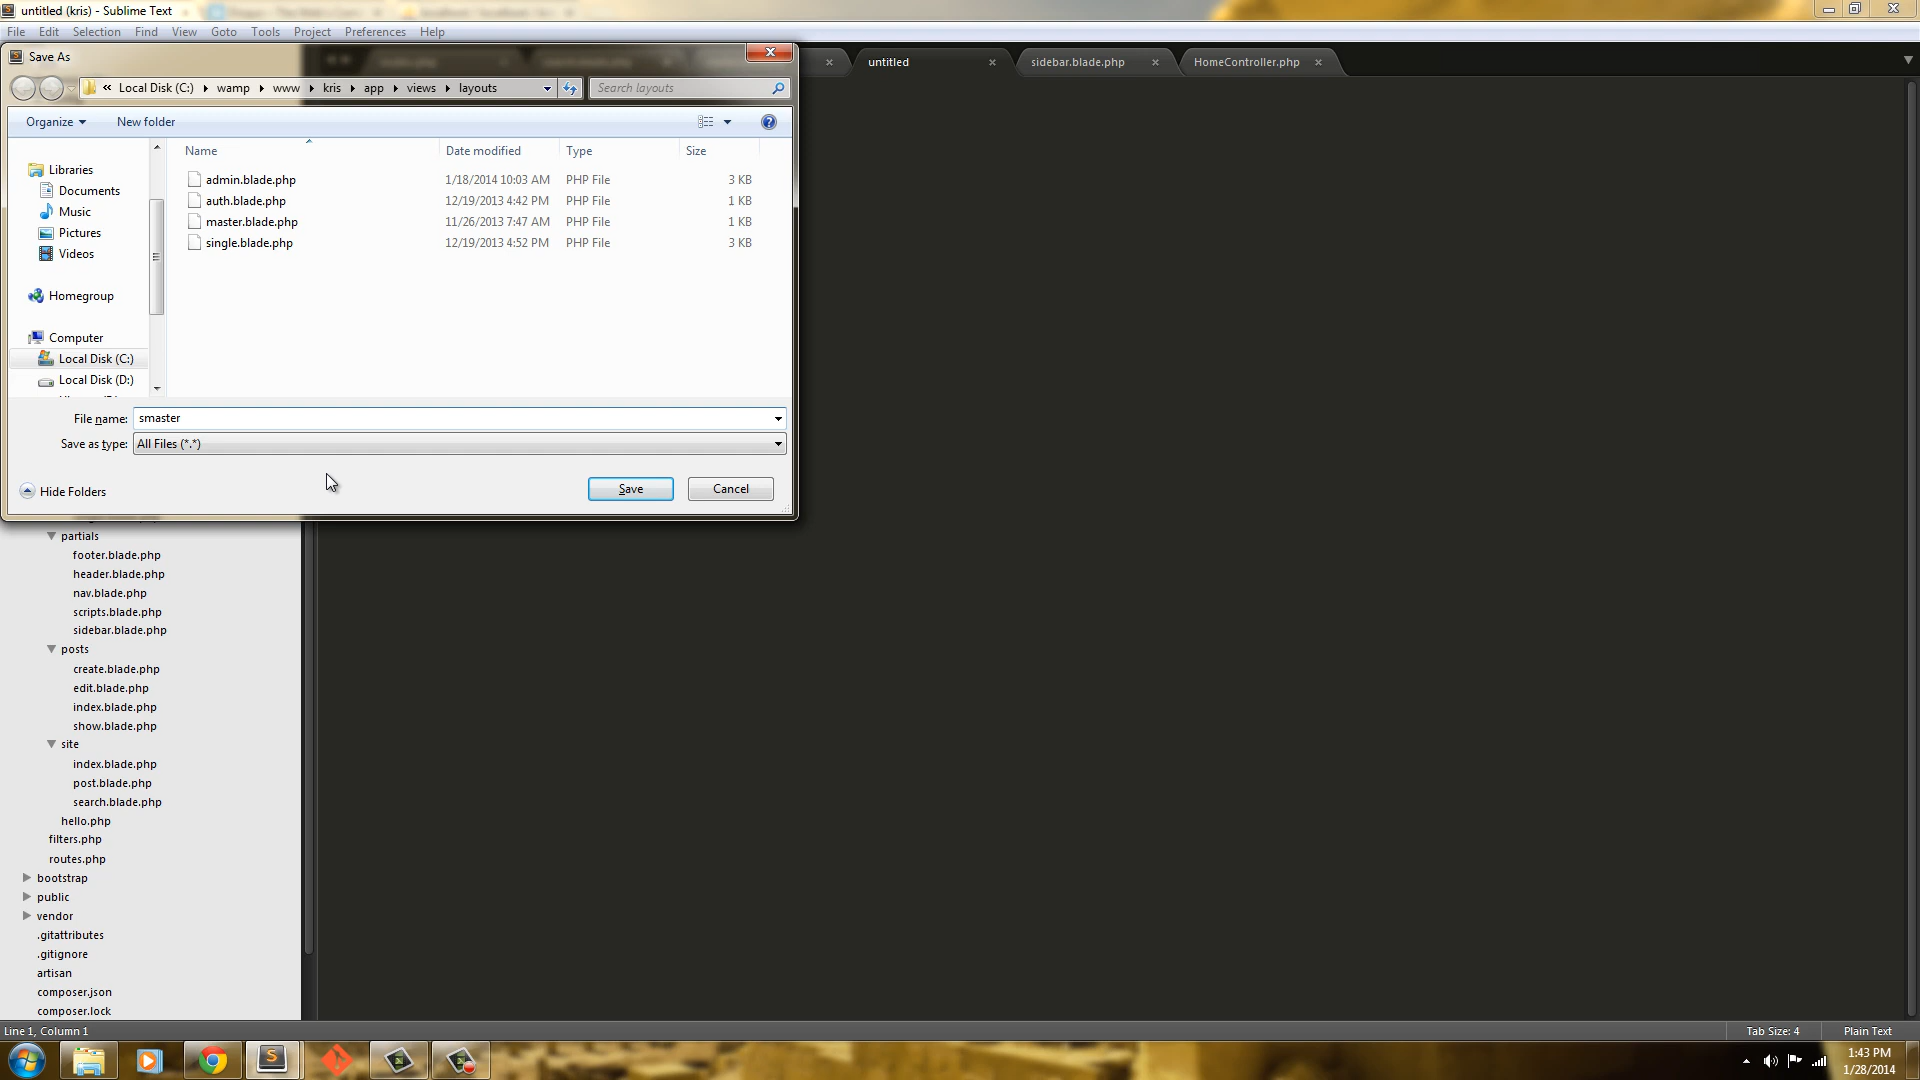 untitled (kris) - Sublime Text
File Edit Selection Find View Goto Tools Project Preferences Help
Save As
« Local Disk (C:) wamp www kris app views layouts
Search layouts
untitled
sidebar.blade.php
HomeController.php
Organize New folder
Name Date modified Type Size
Libraries
Documents
Music
Pictures
Videos
Homegroup
Computer
Local Disk (C:)
Local Disk (D:)
admin.blade.php 1/18/2014 10:03 AM PHP File 3 KB
auth.blade.php 12/19/2013 4:42 PM PHP File 1 KB
master.blade.php 11/26/2013 7:47 AM PHP File 1 KB
single.blade.php 12/19/2013 4:52 PM PHP File 3 KB
File name: smaster
Save as type: All Files (*.*)
Hide Folders
Save
Cancel
partials
footer.blade.php
header.blade.php
nav.blade.php
scripts.blade.php
sidebar.blade.php
posts
create.blade.php
edit.blade.php
index.blade.php
show.blade.php
site
index.blade.php
post.blade.php
search.blade.php
hello.php
filters.php
routes.php
bootstrap
public
vendor
.gitattributes
.gitignore
artisan
composer.json
composer.lock
Line 1, Column 1
Tab Size: 4
Plain Text
1:43 PM
1/28/2014